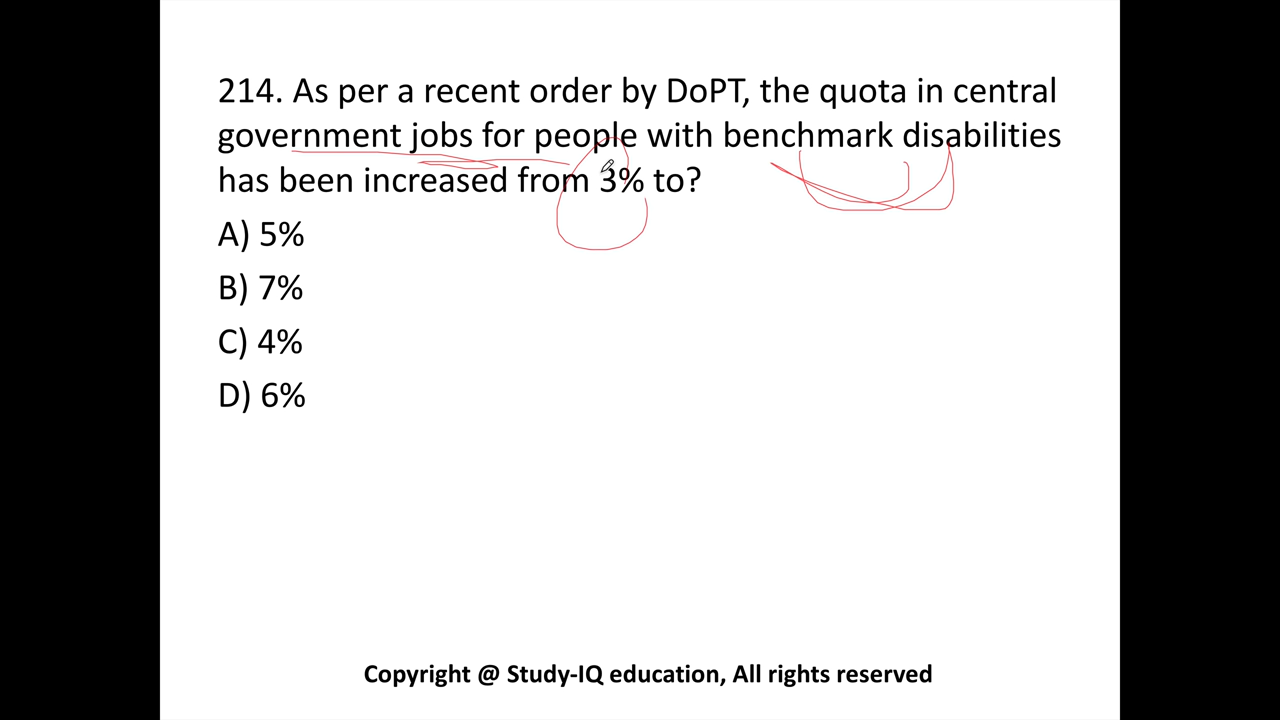 214. As per a recent order by DoPT, the quota in central
government jobs for people with benchmark disabilities
has been increased from 3% to?
A) 5%
B) 7%
C) 4%
D) 6%
Copyright @ Study-IQ education, All rights reserved